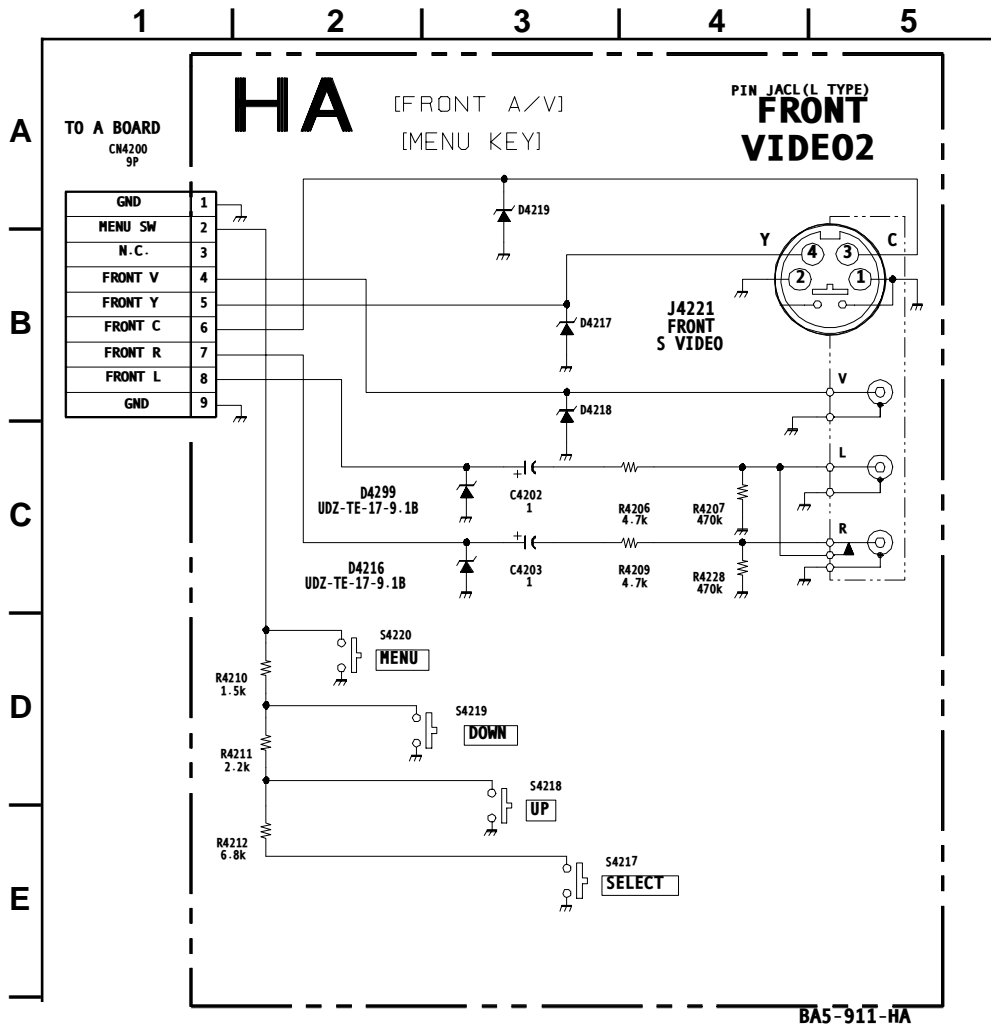 1 2 3 4 5
A
B
C
D
E
HA
[FRONT A/V]
[MENU KEY]
PIN JACL(L TYPE)
FRONT
VIDEO2
TO A BOARD
CN4200
9P
GND 1
MENU SW 2
N.C. 3
FRONT V 4
FRONT Y 5
FRONT C 6
FRONT R 7
FRONT L 8
GND 9
D4219
Y C
4 3
2 1
D4217
J4221
FRONT
S VIDEO
D4218
V
L
R
D4299
UDZ-TE-17-9.1B
+
C4202
1
R4206
4.7k
R4207
470k
D4216
UDZ-TE-17-9.1B
+
C4203
1
R4209
4.7k
R4228
470k
S4220
MENU
R4210
1.5k
S4219
DOWN
R4211
2.2k
S4218
UP
R4212
6.8k
S4217
SELECT
BA5-911-HA